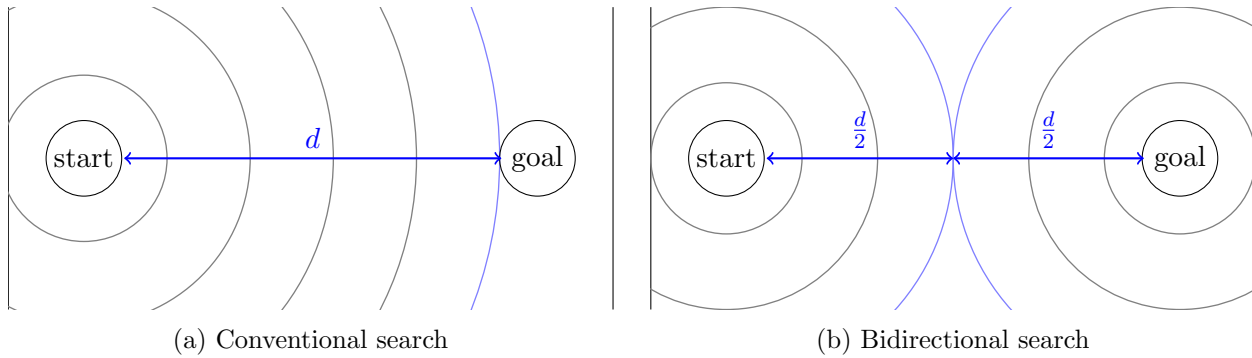 start
d
goal
(a) Conventional search
start
d/2
d/2
goal
(b) Bidirectional search